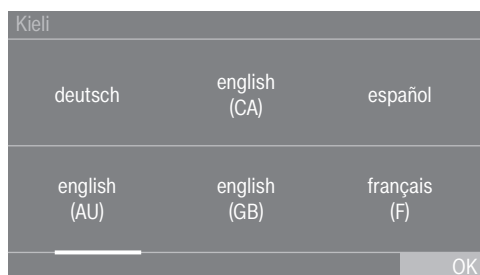 Kieli
deutsch
english
(CA)
español
english
(AU)
english
(GB)
français
(F)
OK